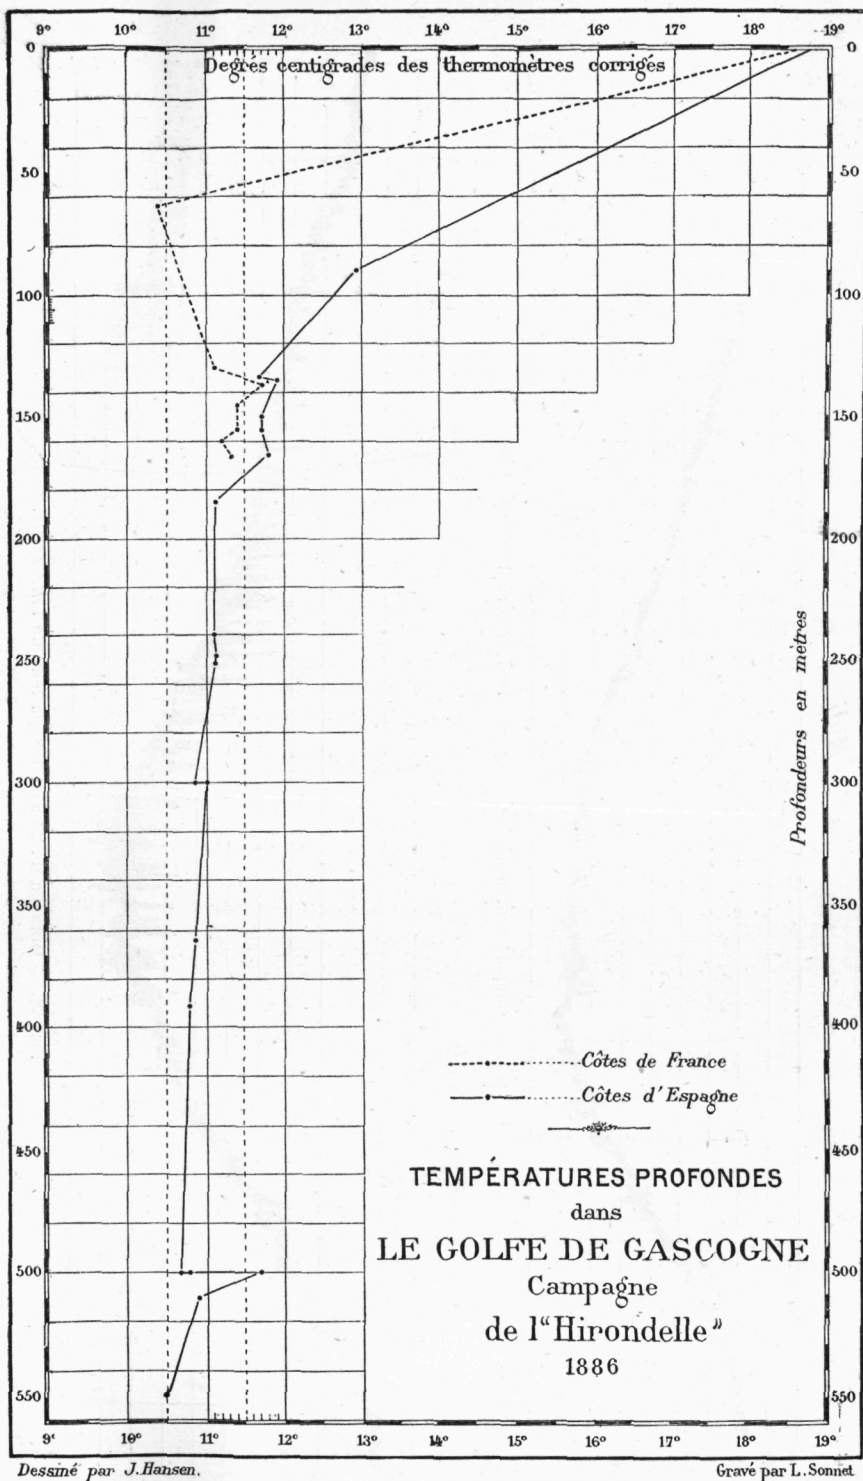 9° 10° 11° 12° 13° 14° 15° 16° 17° 18° 19°
Degrés centigrades des thermomètres corrigés
0 0
50 50
100 100
150 150
200 200
250 250
300 300
350 350
400 400
450 450
500 500
550 550
Profondeurs en mètres
Côtes de France
Côtes d'Espagne
TEMPÉRATURES PROFONDES
dans
LE GOLFE DE GASCOGNE
Campagne
de l'"Hirondelle"
1886
9° 10° 11° 12° 13° 14° 15° 16° 17° 18° 19°
Dessiné par J. Hansen.
Gravé par L. Sonnet